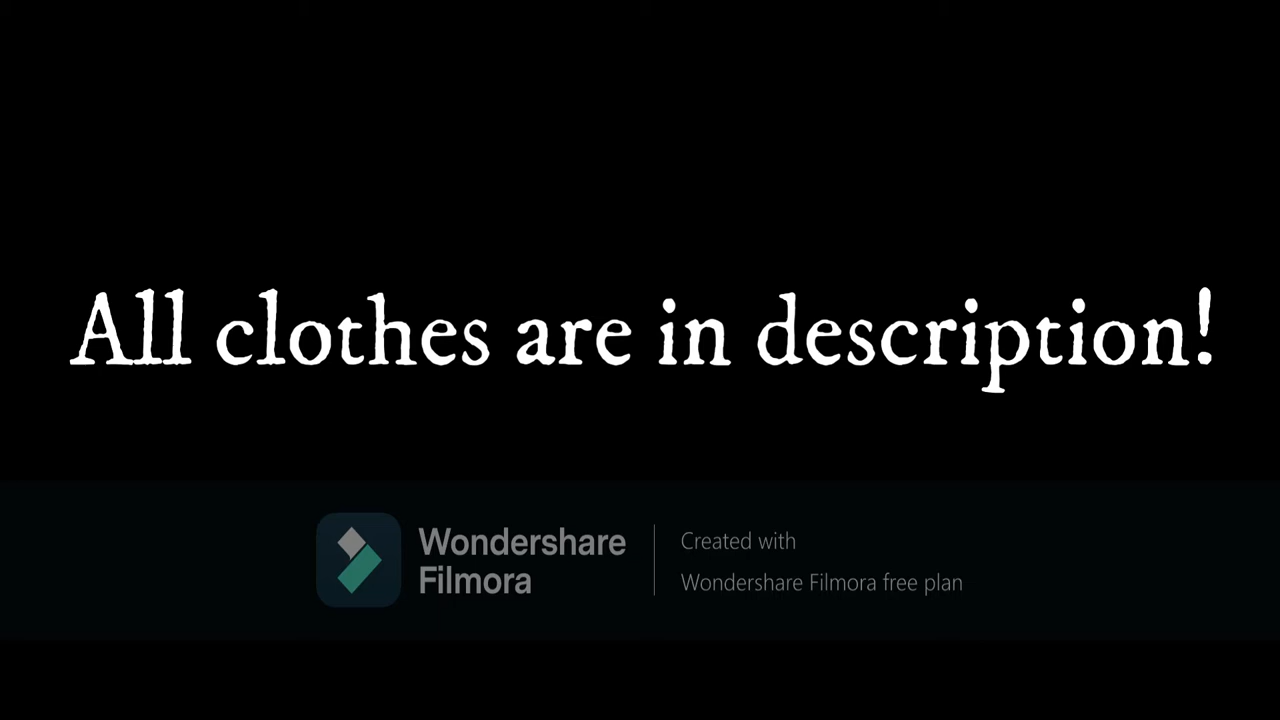 All clothes are in description!
Wondershare
Filmora
Created with
Wondershare Filmora free plan